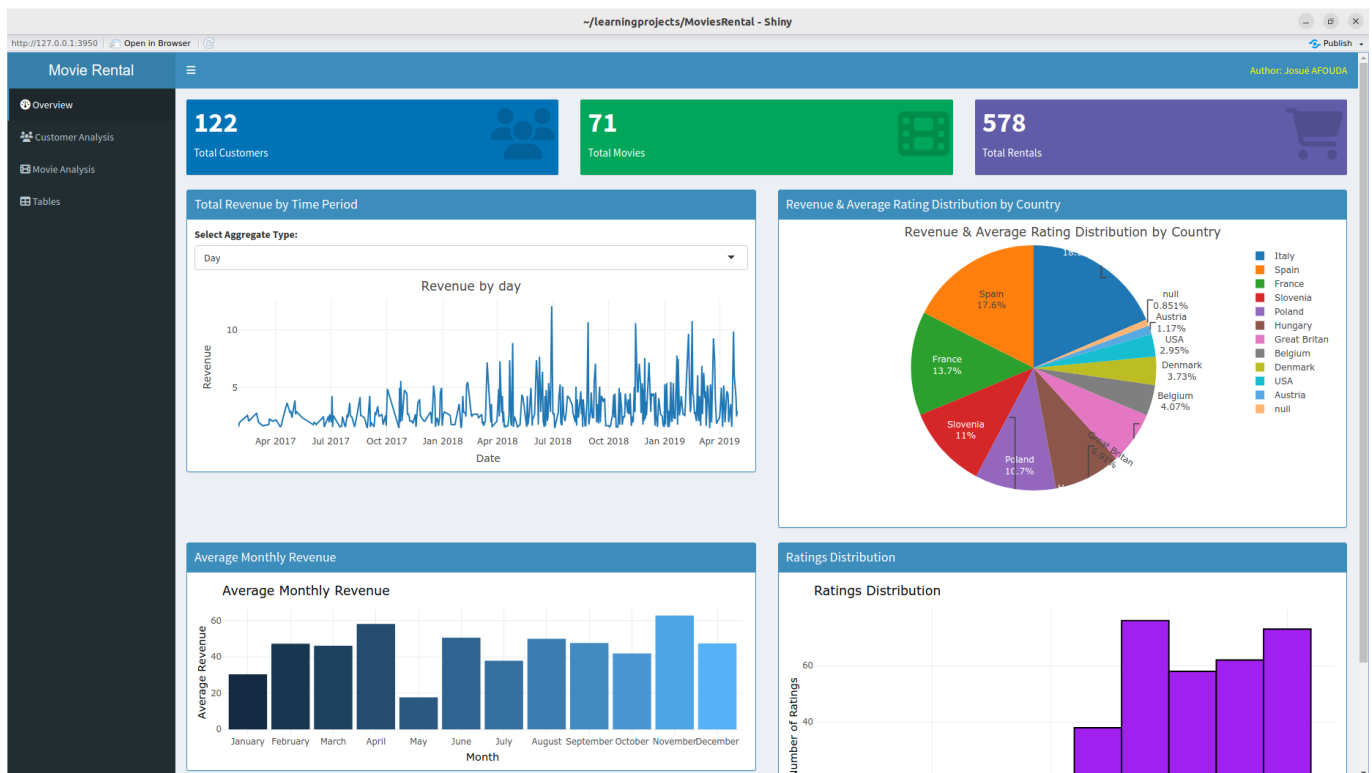 ~/learningprojects/MoviesRental - Shiny
http://127.0.0.1:3950 Open in Browser Publish
Movie Rental
Author: Josué AFOUDA
Overview
Customer Analysis
Movie Analysis
Tables
122
Total Customers
71
Total Movies
578
Total Rentals
Total Revenue by Time Period
Select Aggregate Type:
Day
Revenue by day
10
5
Revenue
Apr 2017 Jul 2017 Oct 2017 Jan 2018 Apr 2018 Jul 2018 Oct 2018 Jan 2019 Apr 2019
Date
Revenue & Average Rating Distribution by Country
Revenue & Average Rating Distribution by Country
Spain
17.6%
France
13.7%
Slovenia
11%
Poland
10.7%
Great Britan
6.91%
Belgium
4.07%
Denmark
3.73%
USA
2.95%
Austria
1.17%
null
0.851%
Italy
Spain
France
Slovenia
Poland
Hungary
Great Britan
Belgium
Denmark
USA
Austria
null
Average Monthly Revenue
Average Monthly Revenue
60
40
20
0
Average Revenue
January February March April May June July August September October November December
Month
Ratings Distribution
Ratings Distribution
60
40
Number of Ratings